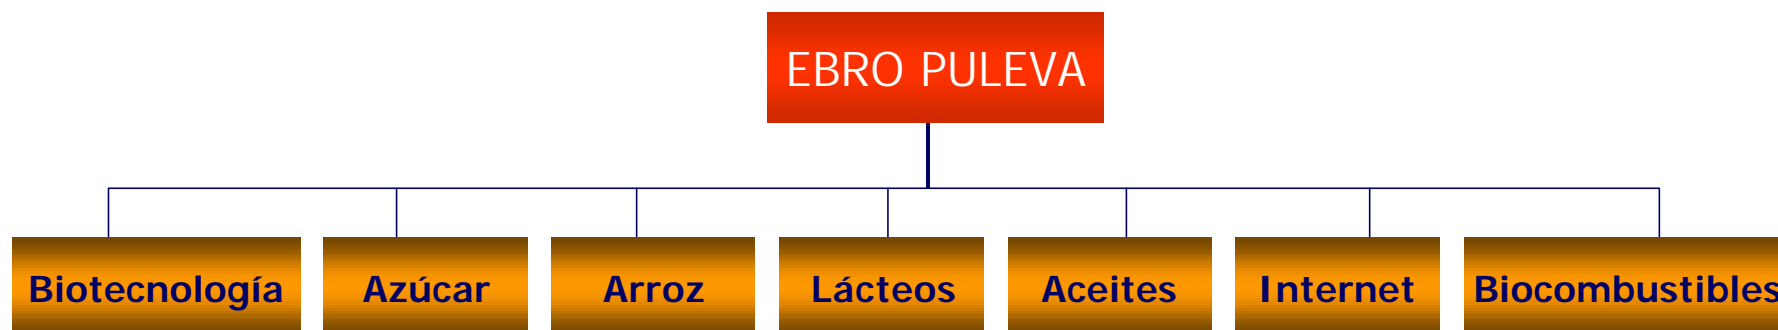 EBRO PULEVA
Biotecnología
Azúcar
Arroz
Lácteos
Aceites
Internet
Biocombustibles